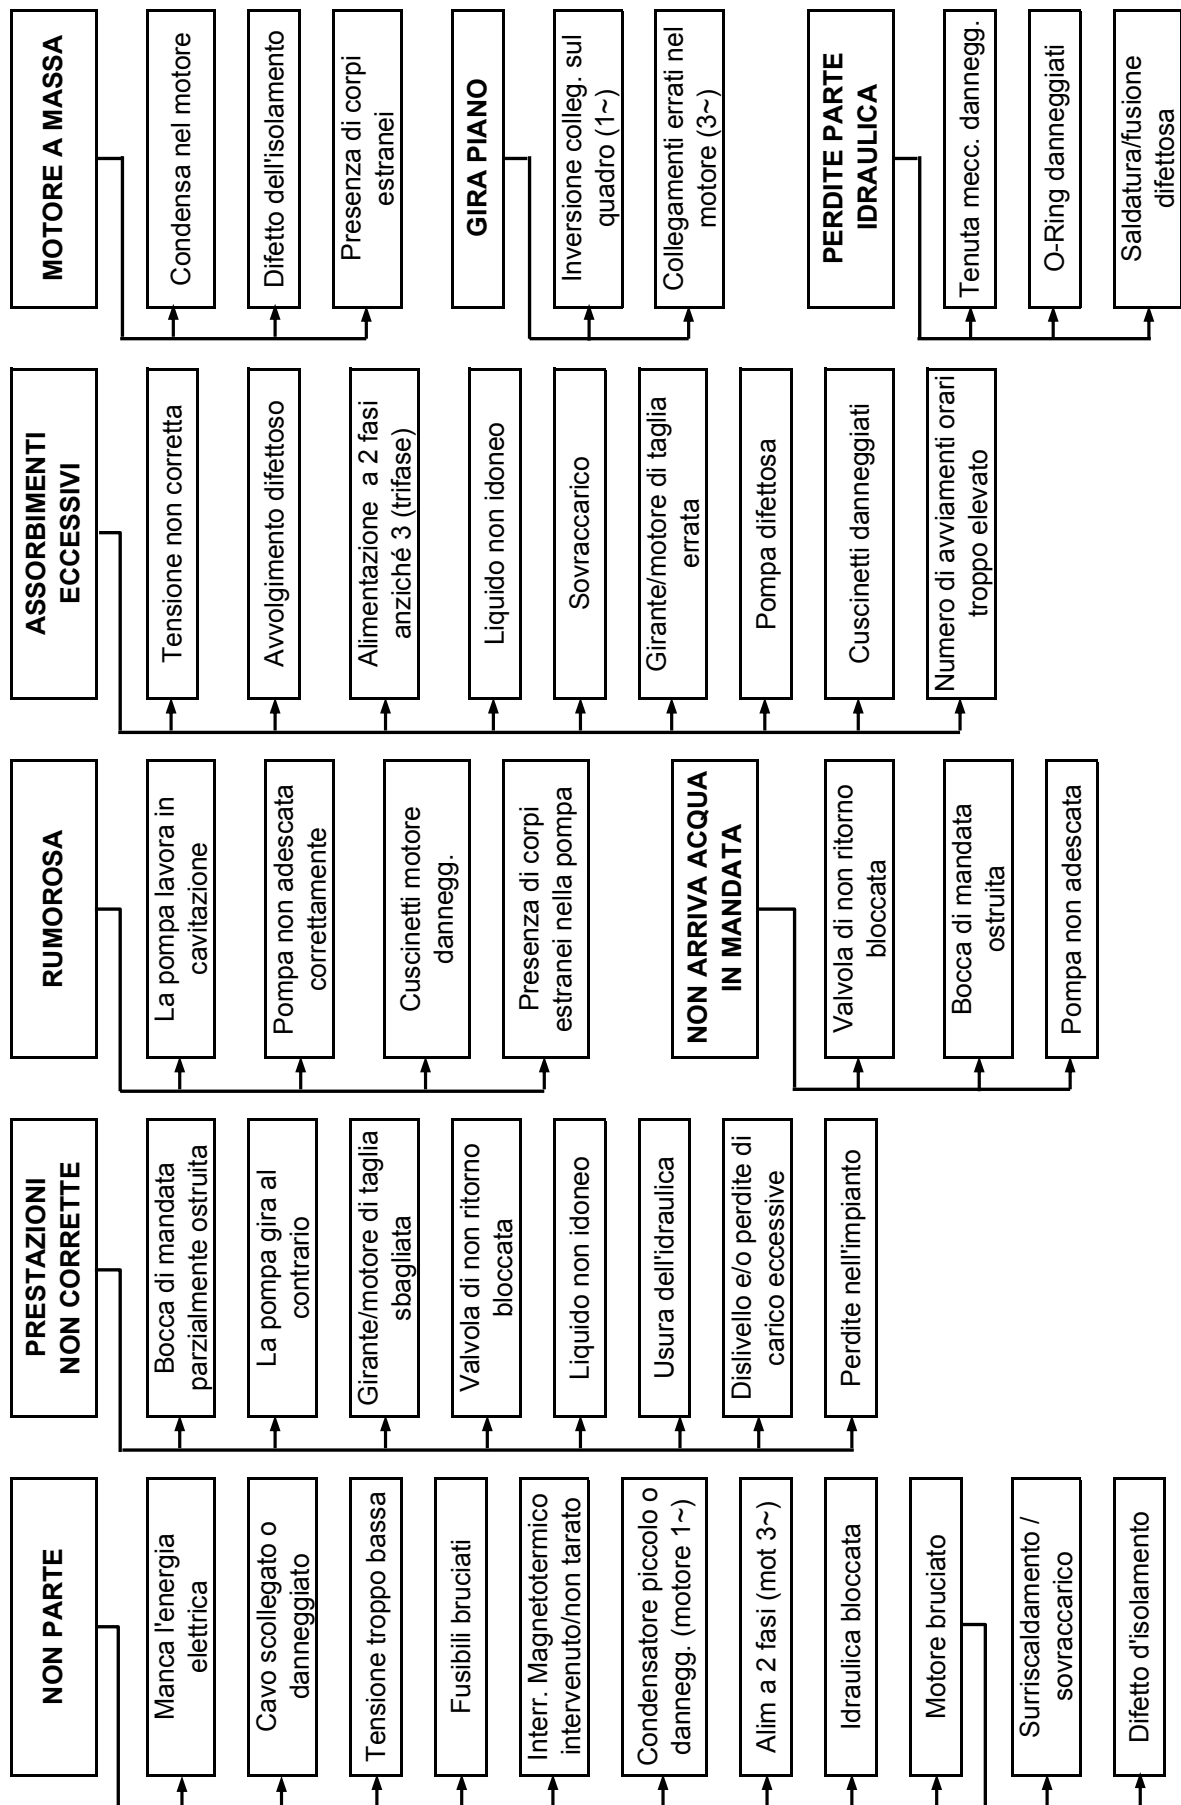 NON PARTE
Manca l'energia
elettrica
Cavo scollegato o
danneggiato
Tensione troppo bassa
Fusibili bruciati
Interr. Magnetotermico
intervenuto/non tarato
Condensatore piccolo o
dannegg. (motore 1~)
Alim a 2 fasi (mot 3~)
Idraulica bloccata
Motore bruciato
Surriscaldamento /
sovraccarico
Difetto d'isolamento
PRESTAZIONI
NON CORRETTE
Bocca di mandata
parzialmente ostruita
La pompa gira al
contrario
Girante/motore di taglia
sbagliata
Valvola di non ritorno
bloccata
Liquido non idoneo
Usura dell'idraulica
Dislivello e/o perdite di
carico eccessive
Perdite nell'impianto
RUMOROSA
La pompa lavora in
cavitazione
Pompa non adescata
correttamente
Cuscinetti motore
dannegg.
Presenza di corpi
estranei nella pompa
NON ARRIVA ACQUA
IN MANDATA
Valvola di non ritorno
bloccata
Bocca di mandata
ostruita
Pompa non adescata
ASSORBIMENTI
ECCESSIVI
Tensione non corretta
Avvolgimento difettoso
Alimentazione a 2 fasi
anziché 3 (trifase)
Liquido non idoneo
Sovraccarico
Girante/motore di taglia
errata
Pompa difettosa
Cuscinetti danneggiati
Numero di avviamenti orari
troppo elevato
MOTORE A MASSA
Condensa nel motore
Difetto dell'isolamento
Presenza di corpi
estranei
GIRA PIANO
Inversione colleg. sul
quadro (1~)
Collegamenti errati nel
motore (3~)
PERDITE PARTE
IDRAULICA
Tenuta mecc. dannegg.
O-Ring danneggiati
Saldatura/fusione
difettosa